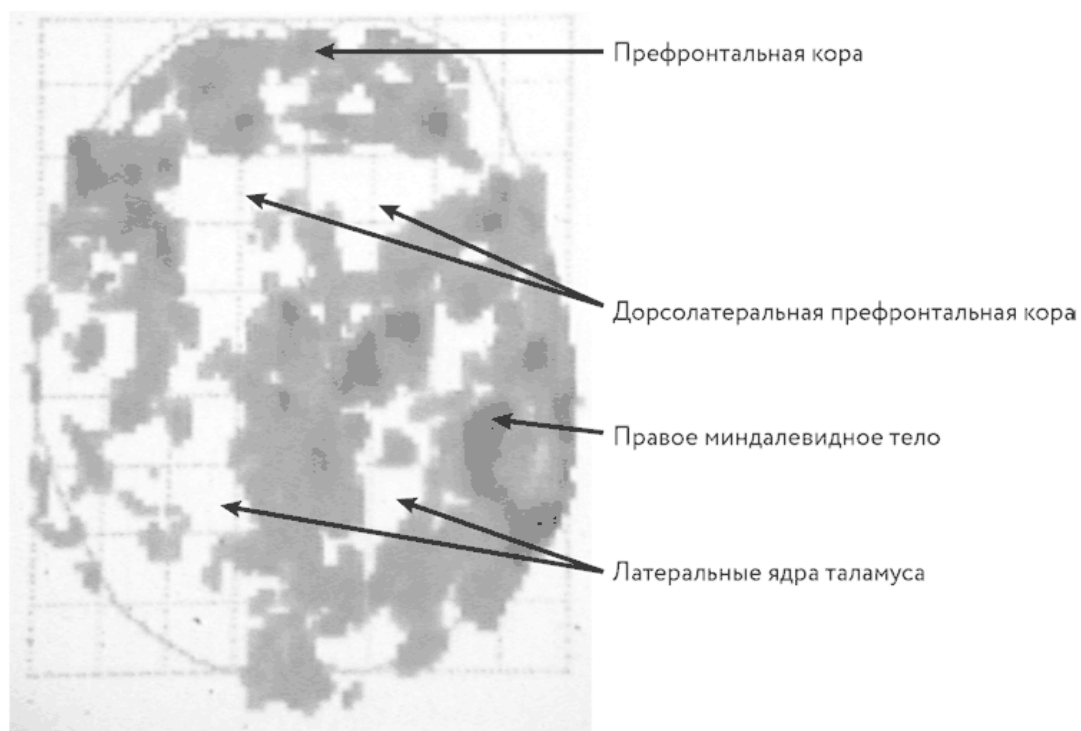 Префронтальная кора
Дорсолатеральная префронтальная кора
Правое миндалевидное тело
Латеральные ядра таламуса